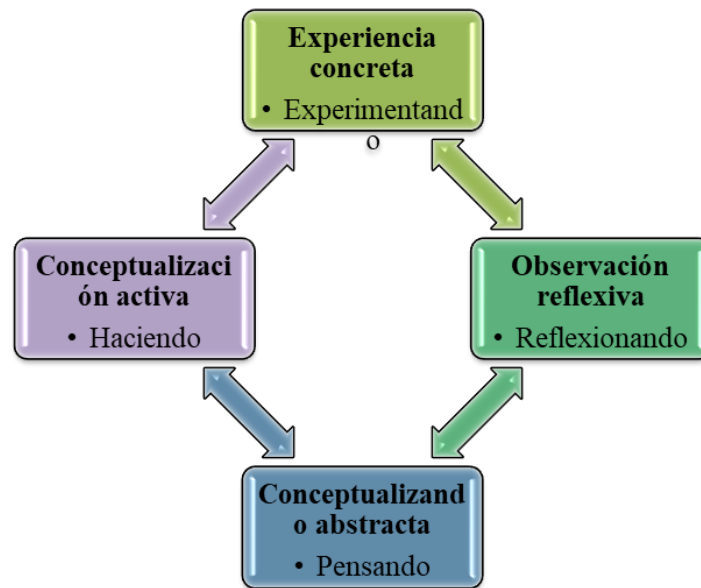 Experiencia
concreta
• Experimentand
o
Conceptualizaci
ón activa
• Haciendo
Observación
reflexiva
• Reflexionando
Conceptualizand
o abstracta
• Pensando